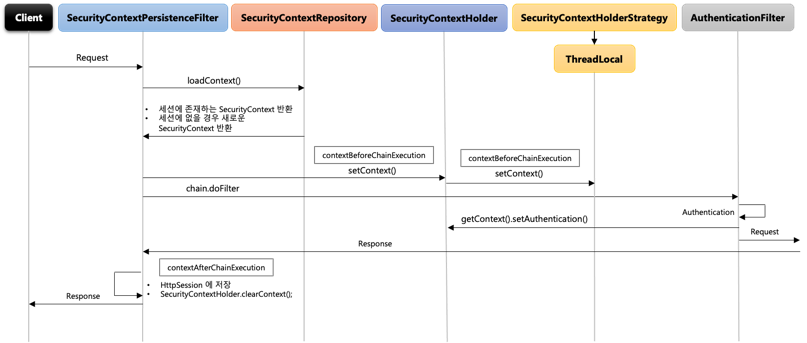 Client
SecurityContextPersistenceFilter
SecurityContextRepository
SecurityContextHolder
SecurityContextHolderStrategy
AuthenticationFilter
ThreadLocal
Request
loadContext()
• 세션에 존재하는 SecurityContext 반환
• 세션에 없을 경우 새로운
SecurityContext 반환
contextBeforeChainExecution
contextBeforeChainExecution
setContext()
setContext()
chain.doFilter
Authentication
getContext().setAuthentication()
Request
Response
contextAfterChainExecution
• HttpSession 에 저장
• SecurityContextHolder.clearContext();
Response